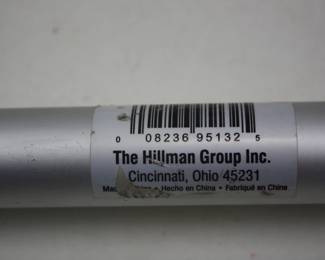 0 08236 95132 5
The Hillman Group Inc.
Cincinnati, Ohio 45231
• Hecho en China • Fabriqué en Chine